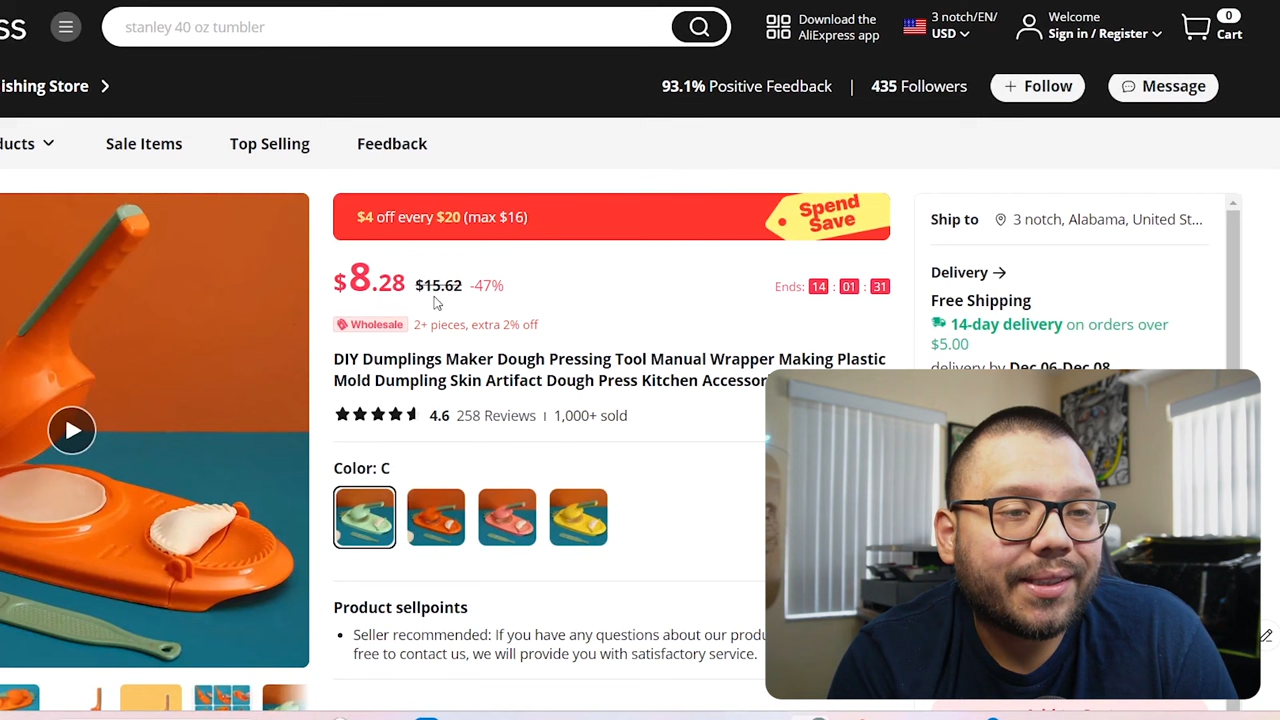 stanley 40 oz tumbler
Download the
AliExpress app
3 notch/EN/
USD
Welcome
Sign in / Register
0
Cart
Store
93.1% Positive Feedback | 435 Followers
+ Follow
Message
Sale Items
Top Selling
Feedback
$4 off every $20 (max $16)
Spend
Save
$8.28 $15.62 -47%
Ends: 14 : 01 : 31
Wholesale 2+ pieces, extra 2% off
DIY Dumplings Maker Dough Pressing Tool Manual Wrapper Making Plastic
Mold Dumpling Skin Artifact Dough Press Kitchen
4.6 258 Reviews | 1,000+ sold
Color: C
Product sellpoints
• Seller recommended: If you have any questions about our
free to contact us, we will provide you with satisfactory service.
Ship to 3 notch, Alabama, United St...
Delivery →
Free Shipping
14-day delivery on orders over
$5.00
delivery by Dec 06-Dec 08